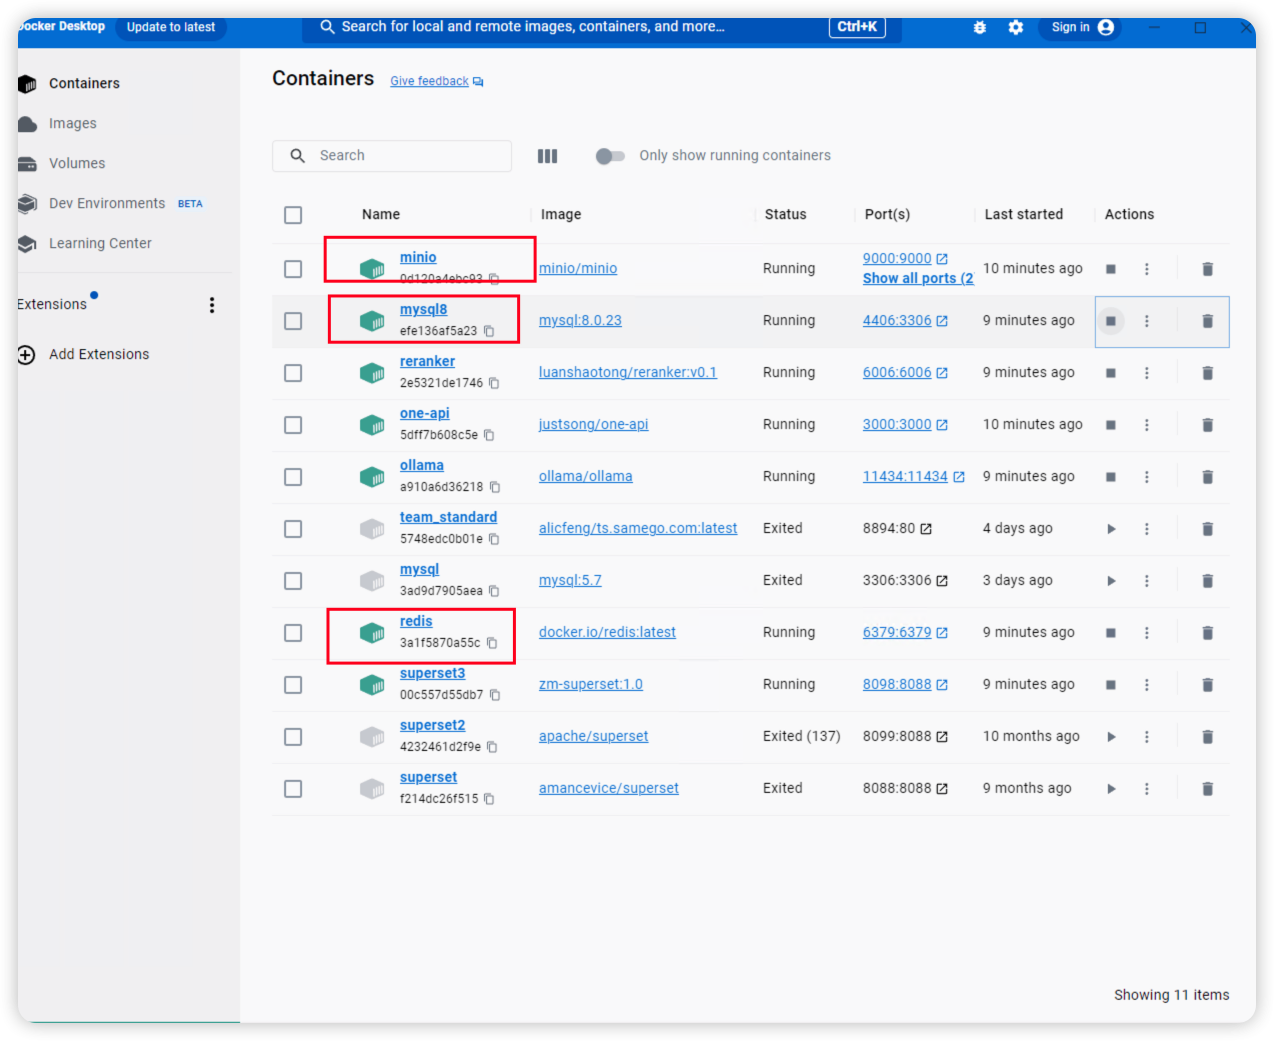 Docker Desktop
Update to latest
Search for local and remote images, containers, and more...
Ctrl+K
Sign in
Containers
Images
Volumes
Dev Environments BETA
Learning Center
Extensions
Add Extensions
Containers Give feedback
Search
Only show running containers
Name Image Status Port(s) Last started Actions
minio
0d120a4ebc93
minio/minio Running 9000:9000
Show all ports (2
10 minutes ago
mysql8
efe136af5a23
mysql:8.0.23 Running 4406:3306 9 minutes ago
reranker
2e5321de1746
luanshaotong/reranker:v0.1 Running 6006:6006 9 minutes ago
one-api
5dff7b608c5e
justsong/one-api Running 3000:3000 10 minutes ago
ollama
a910a6d36218
ollama/ollama Running 11434:11434 9 minutes ago
team_standard
5748edc0b01e
alicfeng/ts.samego.com:latest Exited 8894:80 4 days ago
mysql
3ad9d7905aea
mysql:5.7 Exited 3306:3306 3 days ago
redis
3a1f5870a55c
docker.io/redis:latest Running 6379:6379 9 minutes ago
superset3
00c557d55db7
zm-superset:1.0 Running 8098:8088 9 minutes ago
superset2
4232461d2f9e
apache/superset Exited (137) 8099:8088 10 months ago
superset
f214dc26f515
amancevice/superset Exited 8088:8088 9 months ago
Showing 11 items